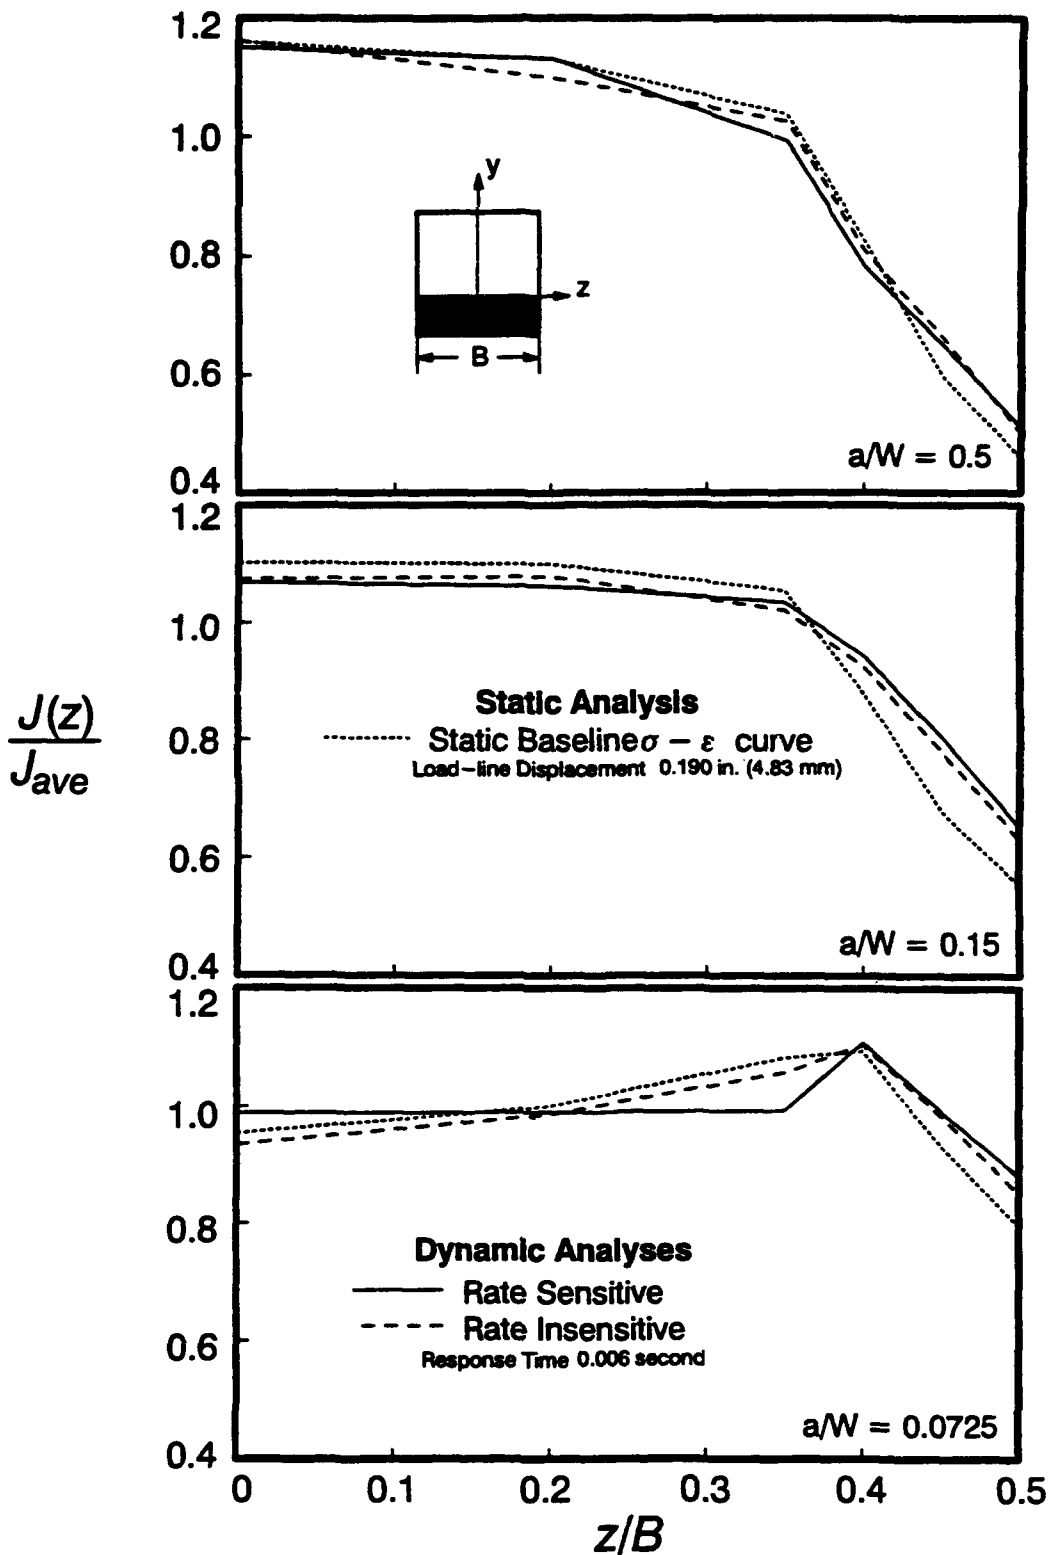 1.2
1.0
0.8
0.6
0.4
y
z
B
a/W = 0.5
1.2
1.0
0.8
0.6
0.4
J(z)
J_ave
Static Analysis
Static Baseline σ – ε curve
Load–line Displacement 0.190 in. (4.83 mm)
a/W = 0.15
1.2
1.0
0.8
0.6
0.4
Dynamic Analyses
Rate Sensitive
Rate Insensitive
Response Time 0.006 second
a/W = 0.0725
0 0.1 0.2 0.3 0.4 0.5
z/B